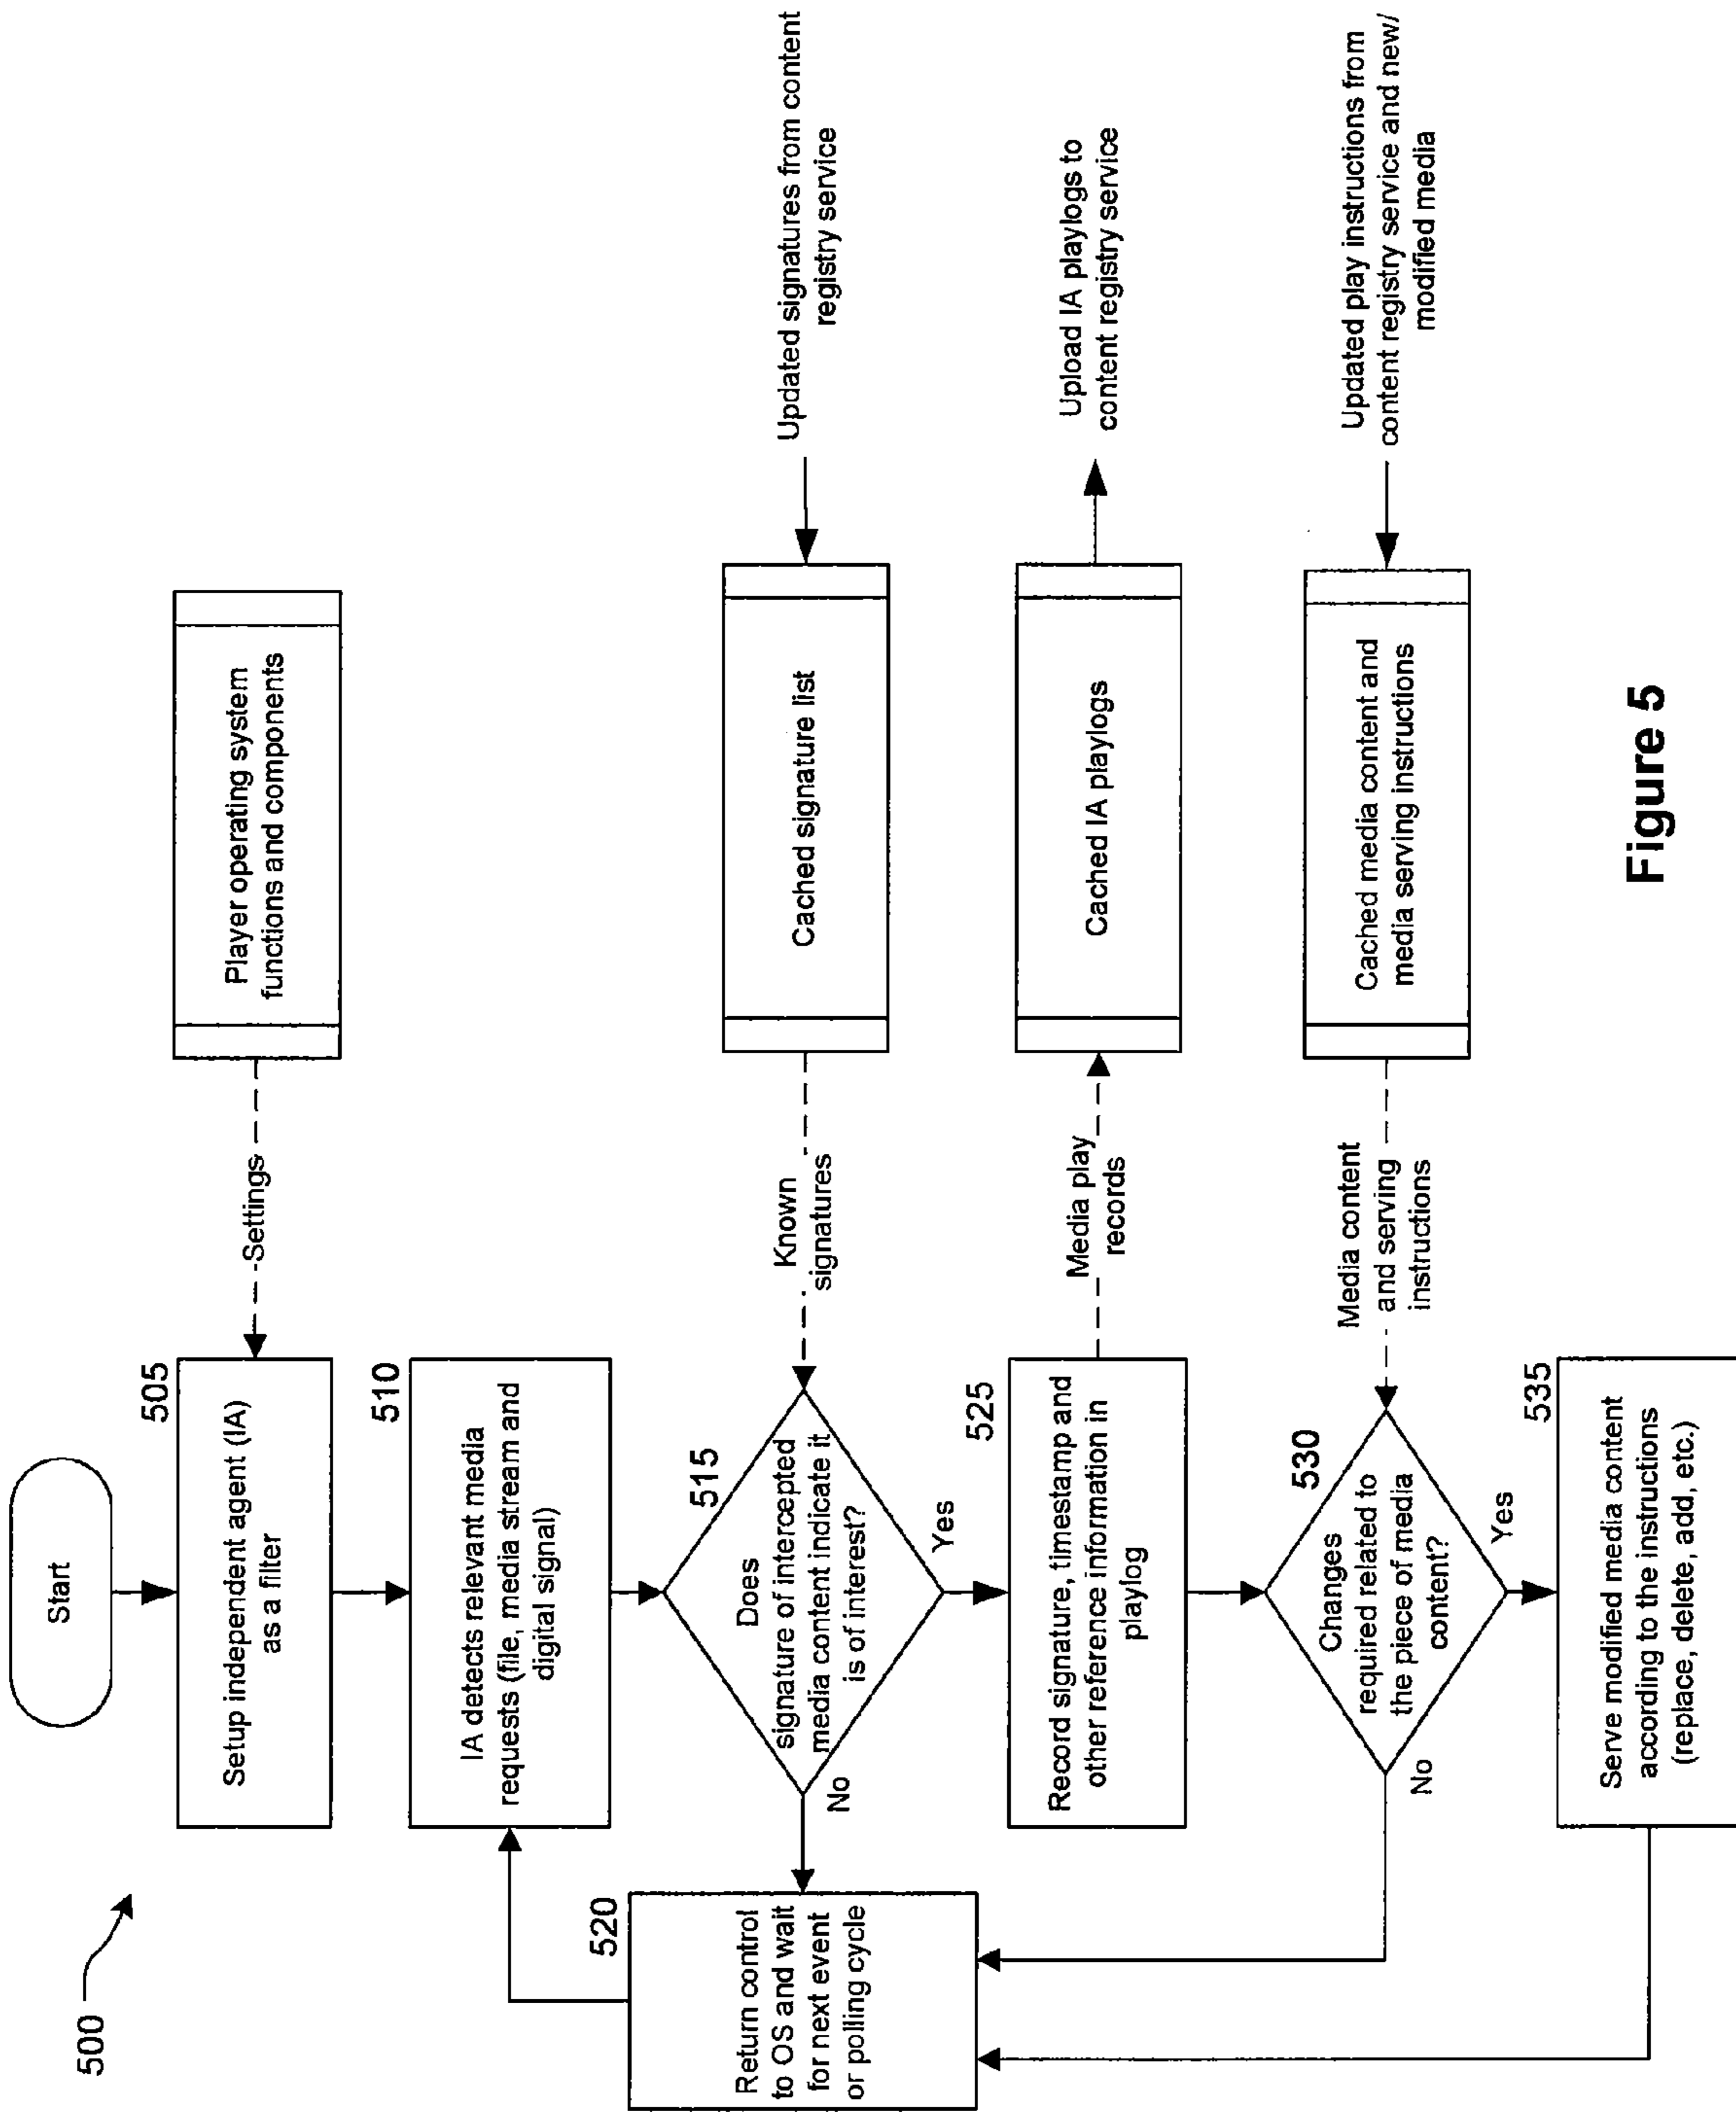 500
Start
505
Setup independent agent (IA)
as a filter
Settings
Player operating system
functions and components
510
IA detects relevant media
requests (file, media stream and
digital signal)
515
Does
signature of intercepted
media content indicate it
is of interest?
No
Yes
Known
signatures
Cached signature list
Updated signatures from content
registry service
520
Return control
to OS and wait
for next event
or polling cycle
525
Record signature, timestamp and
other reference information in
playlog
Media play
records
Cached IA playlogs
Upload IA playlogs to
content registry service
530
Changes
required related to
the piece of media
content?
No
Yes
Media content
and serving
instructions
Cached media content and
media serving instructions
Updated play instructions from
content registry service and new/
modified media
535
Serve modified media content
according to the instructions
(replace, delete, add, etc.)
Figure 5